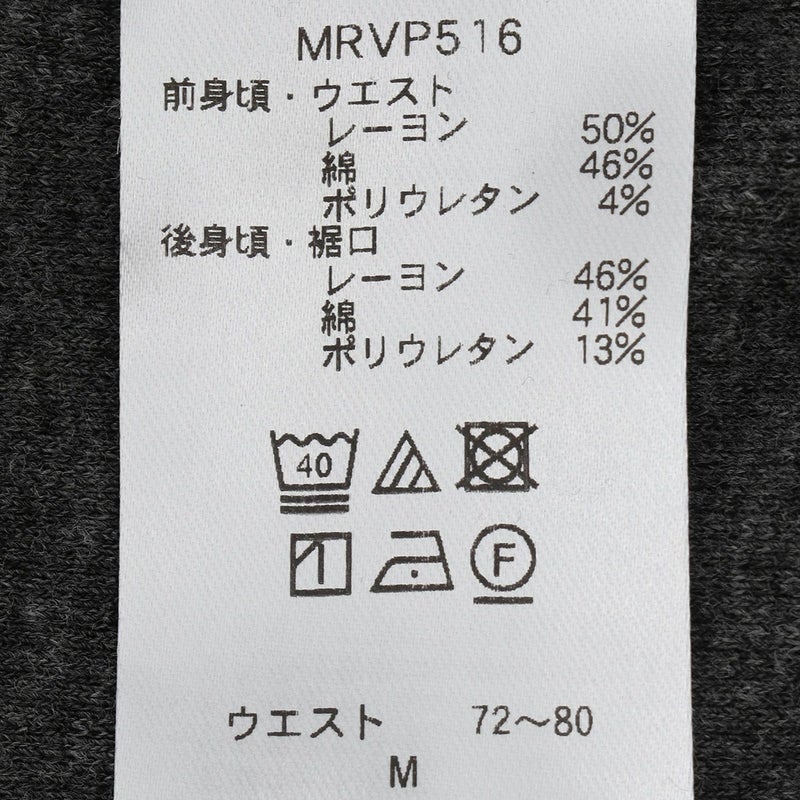 MRVP516
前身頃・ウエスト
レーヨン 50%
綿 46%
ポリウレタン 4%
後身頃・裾口
レーヨン 46%
綿 41%
ポリウレタン 13%
40
F
ウエスト 72～80
M